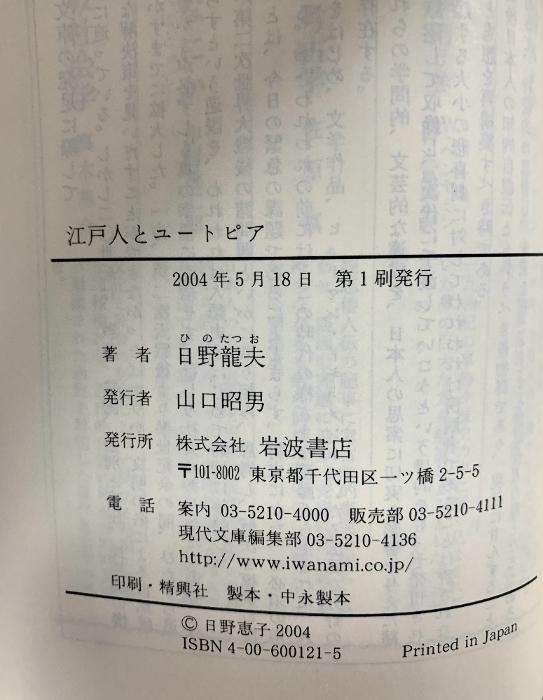 江戸人とユートピア
2004年5月18日 第1刷発行
ひ の たつ お
著者 日野龍夫
発行者 山口昭男
発行所 株式会社 岩波書店
〒101-8002 東京都千代田区一ツ橋2-5-5
電話 案内 03-5210-4000 販売部 03-5210-4111
現代文庫編集部 03-5210-4136
http://www.iwanami.co.jp/
印刷・精興社 製本・中永製本
© 日野恵子 2004
ISBN 4-00-600121-5 Printed in Japan